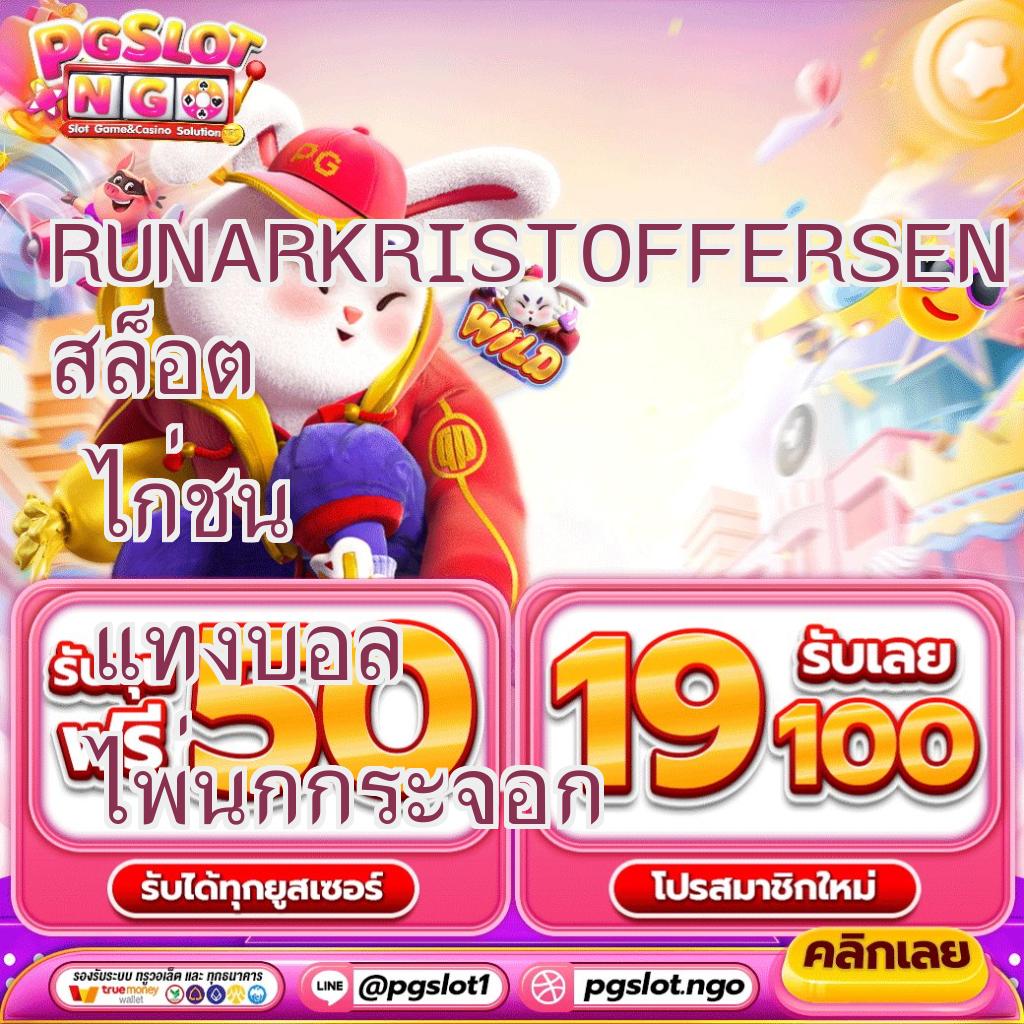 PGSLOT
NGO
Slot Game&Casino Solution
PG
RUNARKRISTOFFERSEN
WILD
สล็อต
ไก่ชน
แทงบอล
ไพ่นกกระจอก
ฟรี 50
19 รับเลย
100
รับได้ทุกยูสเซอร์
โปรสมาชิกใหม่
คลิกเลย
รองรับระบบ ทรูวอเล็ต และ ทุกธนาคาร
truemoney
wallet
LINE @pgslot1
pgslot.ngo